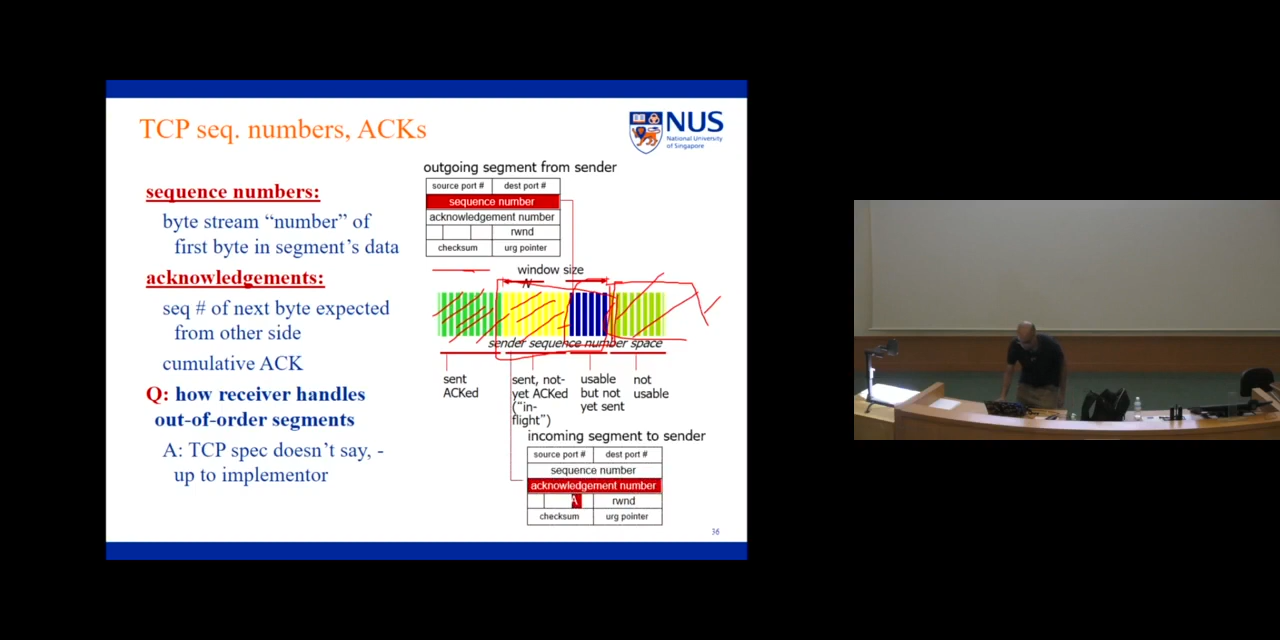 TCP seq. numbers, ACKs
NUS
National University
of Singapore
sequence numbers:
byte stream “number” of
first byte in segment’s data
acknowledgements:
seq # of next byte expected
from other side
cumulative ACK
Q: how receiver handles
out-of-order segments
A: TCP spec doesn’t say, -
up to implementor
outgoing segment from sender
source port # dest port #
sequence number
acknowledgement number
rwnd
checksum urg pointer
window size
N
sender sequence number space
sent
ACKed
sent, not-
yet ACKed
(“in-
flight”)
usable
but not
yet sent
not
usable
incoming segment to sender
source port # dest port #
sequence number
acknowledgement number
A rwnd
checksum urg pointer
36